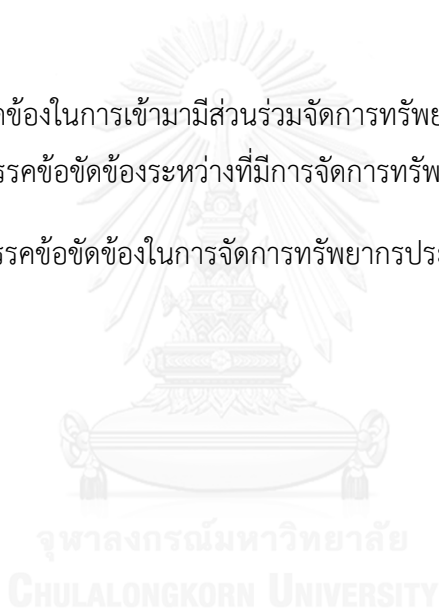 ดข้องในการเข้ามามีส่วนร่วมจัดการทรัพย
รรคข้อขัดข้องระหว่างที่มีการจัดการทรัพ
รรคข้อขัดข้องในการจัดการทรัพยากรประ
จุฬาลงกรณ์มหาวิทยาลัย
CHULALONGKORN UNIVERSITY